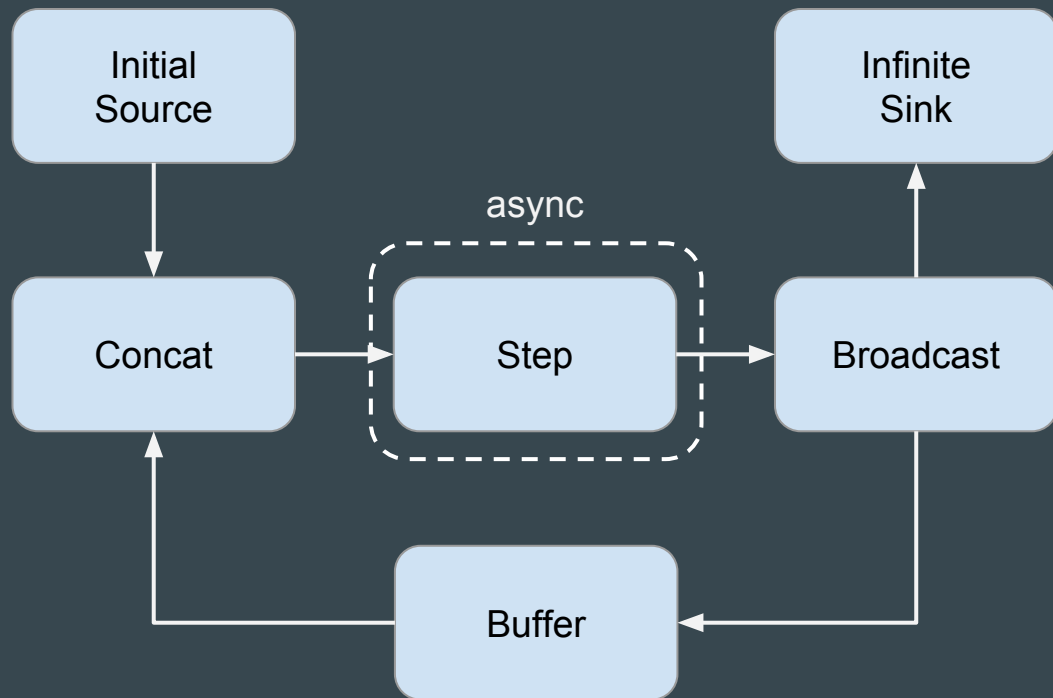 Initial
Source
Infinite
Sink
async
Concat
Step
Broadcast
Buffer